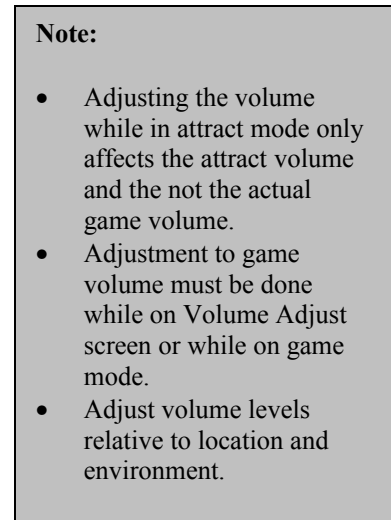 Note:
• Adjusting the volume
while in attract mode only
affects the attract volume
and the not the actual
game volume.
• Adjustment to game
volume must be done
while on Volume Adjust
screen or while on game
mode.
• Adjust volume levels
relative to location and
environment.